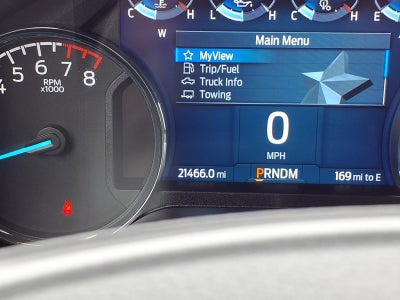 C H L H E H
W
Main Menu
MyView
Trip/Fuel
Truck Info
Towing
4 5 6 7 8
RPM
x1000
0
MPH
21466.0 mi PRNDM 169 mi to E